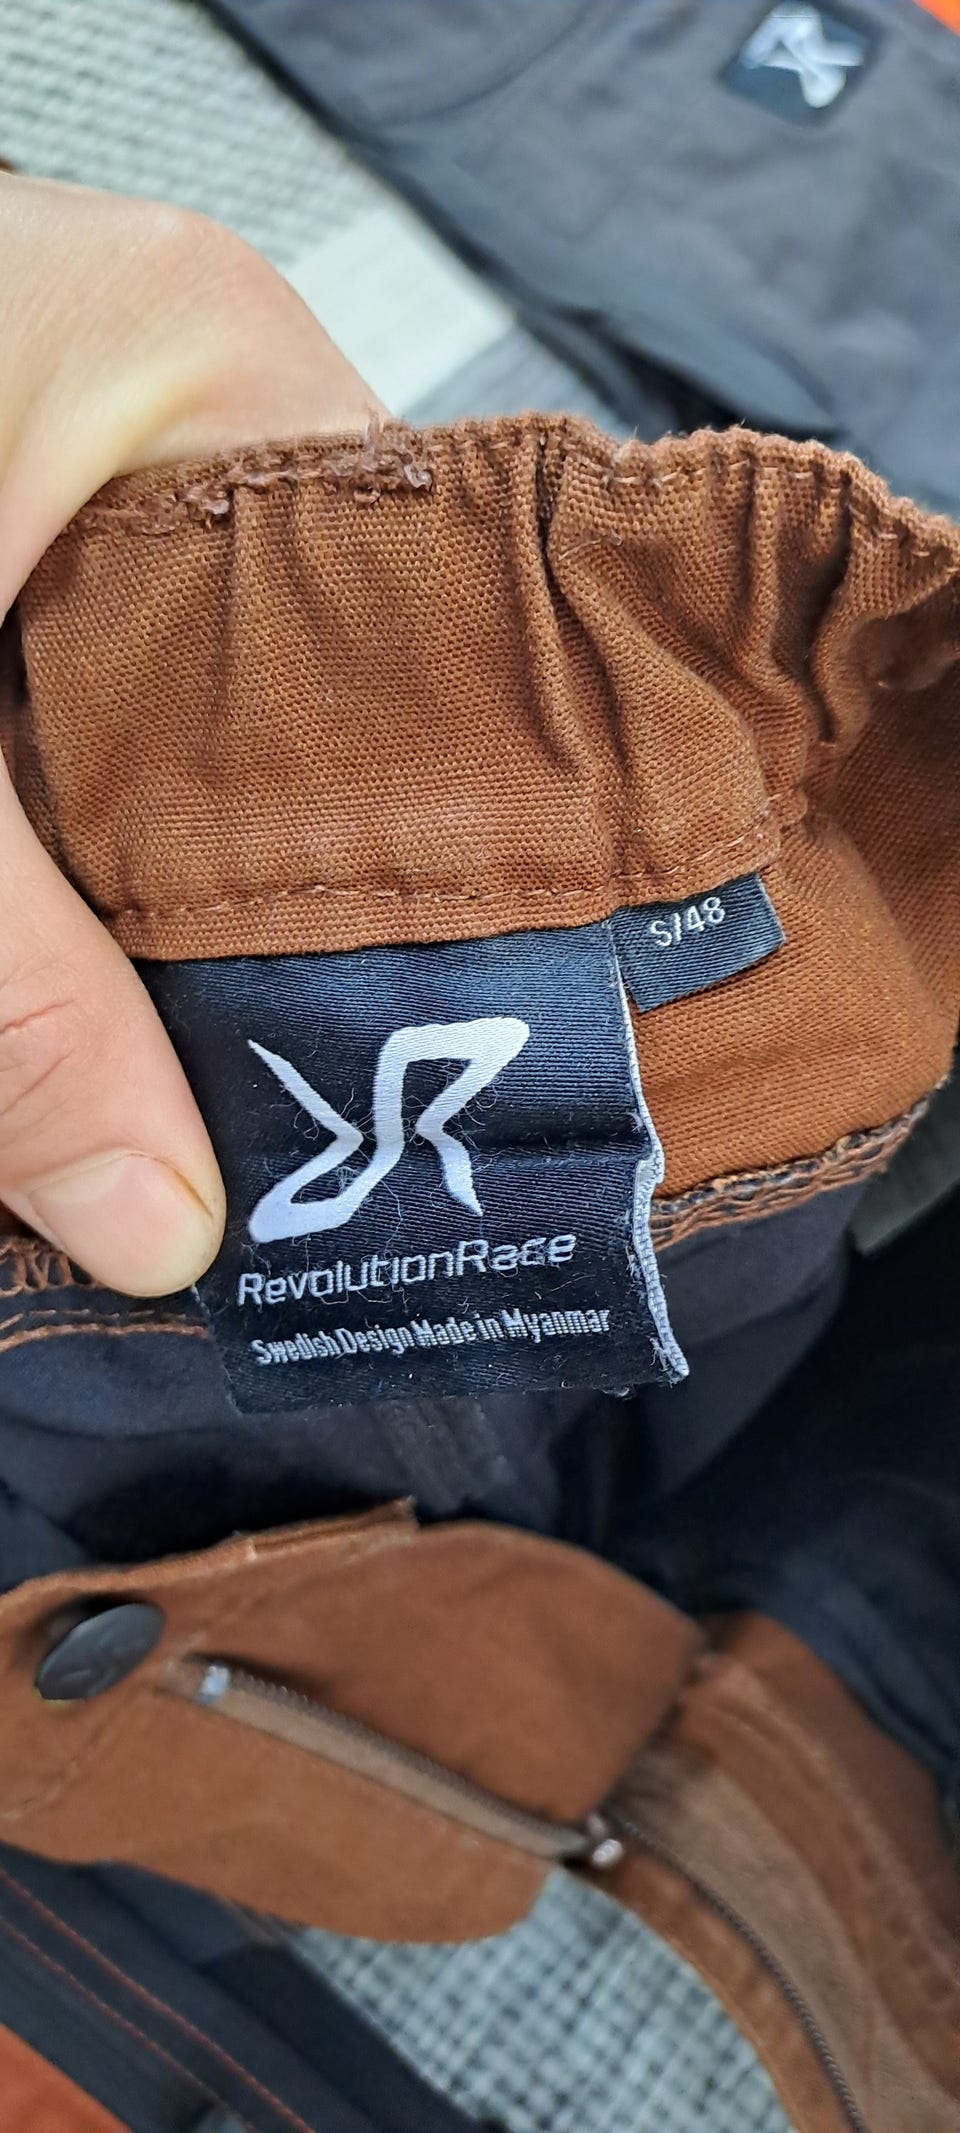 S/48
RevolutionRace
Swedish Design Made in Myanmar